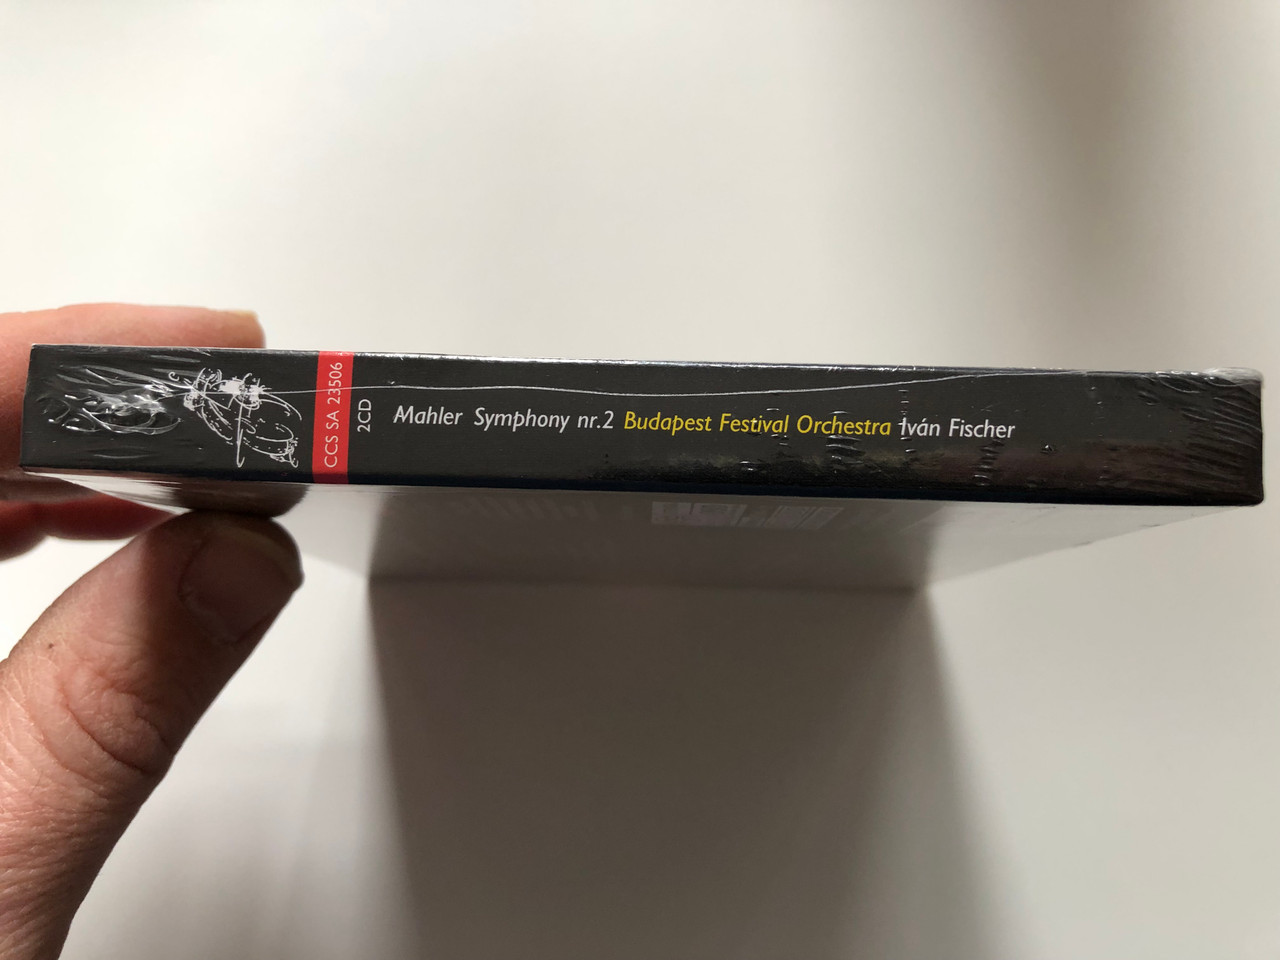 CCS SA 23506
2CD
Mahler Symphony nr.2 Budapest Festival Orchestra Iván Fischer